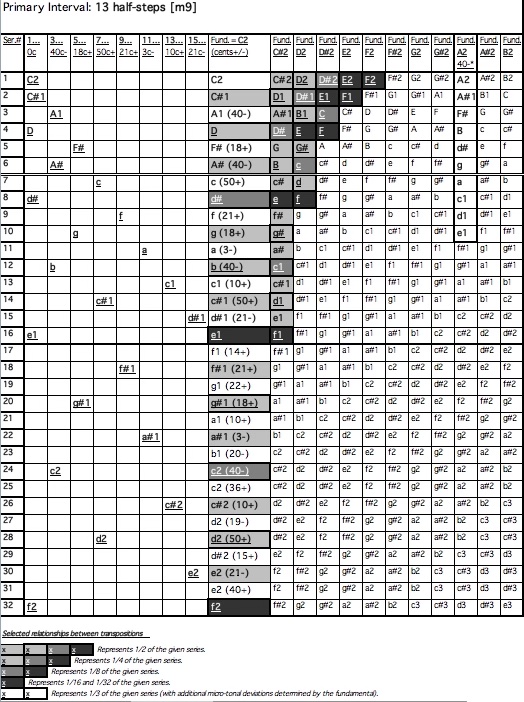 Primary Interval: 13 half-steps [m9]
Ser.# 1... 3... 5... 7... 9... 11... 13... 15... Fund. = C2 Fund. Fund. Fund. Fund. Fund. Fund. Fund. Fund. Fund. Fund. Fund.
0c 40c- 18c+ 50c+ 21c+ 3c- 10c+ 21c- (cents+/-) C#2 D2 D#2 E2 F2 F#2 G2 G#2 A2 A#2 B2
40-*
1 C2 C2 C#2 D2 D#2 E2 F2 F#2 G2 G#2 A2 A#2 B2
2 C#1 C#1 D1 D#1 E1 F1 F#1 G1 G#1 A1 A#1 B1 C
3 A1 A1 (40-) A#1 B1 C C# D D# E F F# G G#
4 D D D# E F F# G G# A A# B c c#
5 F# F# (18+) G G# A A# B c c# d d# e f
6 A# A# (40-) B c c# d d# e f f# g g# a
7 c c (50+) c# d d# e f f# g g# a a# b
8 d# d# e f f# g g# a a# b c1 c#1 d1
9 f f (21+) f# g g# a a# b c1 c#1 d1 d#1 e1
10 g g (18+) g# a a# b c1 c#1 d1 d#1 e1 f1 f#1
11 a a (3-) a# b c1 c#1 d1 d#1 e1 f1 f#1 g1 g#1
12 b b (40-) c1 c#1 d1 d#1 e1 f1 f#1 g1 g#1 a1 a#1
13 c1 c1 (10+) c#1 d1 d#1 e1 f1 f#1 g1 g#1 a1 a#1 b1
14 c#1 c#1 (50+) d1 d#1 e1 f1 f#1 g1 g#1 a1 a#1 b1 c2
15 d#1 d#1 (21-) e1 f1 f#1 g1 g#1 a1 a#1 b1 c2 c#2 d#2
16 e1 e1 f1 f#1 g1 g#1 a1 a#1 b1 c2 c#2 d2 d#2
17 f1 (14+) f#1 g1 g#1 a1 a#1 b1 c2 c#2 d2 d#2 e2
18 f#1 f#1 (21+) g1 g#1 a1 a#1 b1 c2 c#2 d2 d#2 e2 f2
19 g1 (22+) g#1 a1 a#1 b1 c2 c#2 d2 d#2 e2 f2 f#2
20 g#1 g#1 (18+) a1 a#1 b1 c2 c#2 d2 d#2 e2 f2 f#2 g2
21 a1 (10+) a#1 b1 c2 c#2 d2 d#2 e2 f2 f#2 g2 g#2
22 a#1 a#1 (3-) b1 c2 c#2 d2 d#2 e2 f2 f#2 g2 g#2 a2
23 b1 (20-) c2 c#2 d2 d#2 e2 f2 f#2 g2 g#2 a2 a#2
24 c2 c2 (40-) c#2 d2 d#2 e2 f2 f#2 g2 g#2 a2 a#2 b2
25 c2 (36+) c#2 d2 d#2 e2 f2 f#2 g2 g#2 a2 a#2 b2
26 c#2 c#2 (10+) d2 d#2 e2 f2 f#2 g2 g#2 a2 a#2 b2 c3
27 d2 (19-) d#2 e2 f2 f#2 g2 g#2 a2 a#2 b2 c3 c#3
28 d2 d2 (50+) d#2 e2 f2 f#2 g2 g#2 a2 a#2 b2 c3 c#3
29 d#2 (15+) e2 f2 f#2 g2 g#2 a2 a#2 b2 c3 c#3 d3
30 e2 e2 (21-) f2 f#2 g2 g#2 a2 a#2 b2 c3 c#3 d3 d#3
31 e2 (40+) f2 f#2 g2 g#2 a2 a#2 b2 c3 c#3 d3 d#3
32 f2 f2 f#2 g2 g#2 a2 a#2 b2 c3 c#3 d3 d#3 e3
Selected relationships between transpositions
x x x x Represents 1/2 of the given series.
x x x Represents 1/4 of the given series.
x x Represents 1/8 of the given series.
x Represents 1/16 and 1/32 of the given series.
x x Represents 1/3 of the given series (with additional micro-tonal deviations determined by the fundamental).